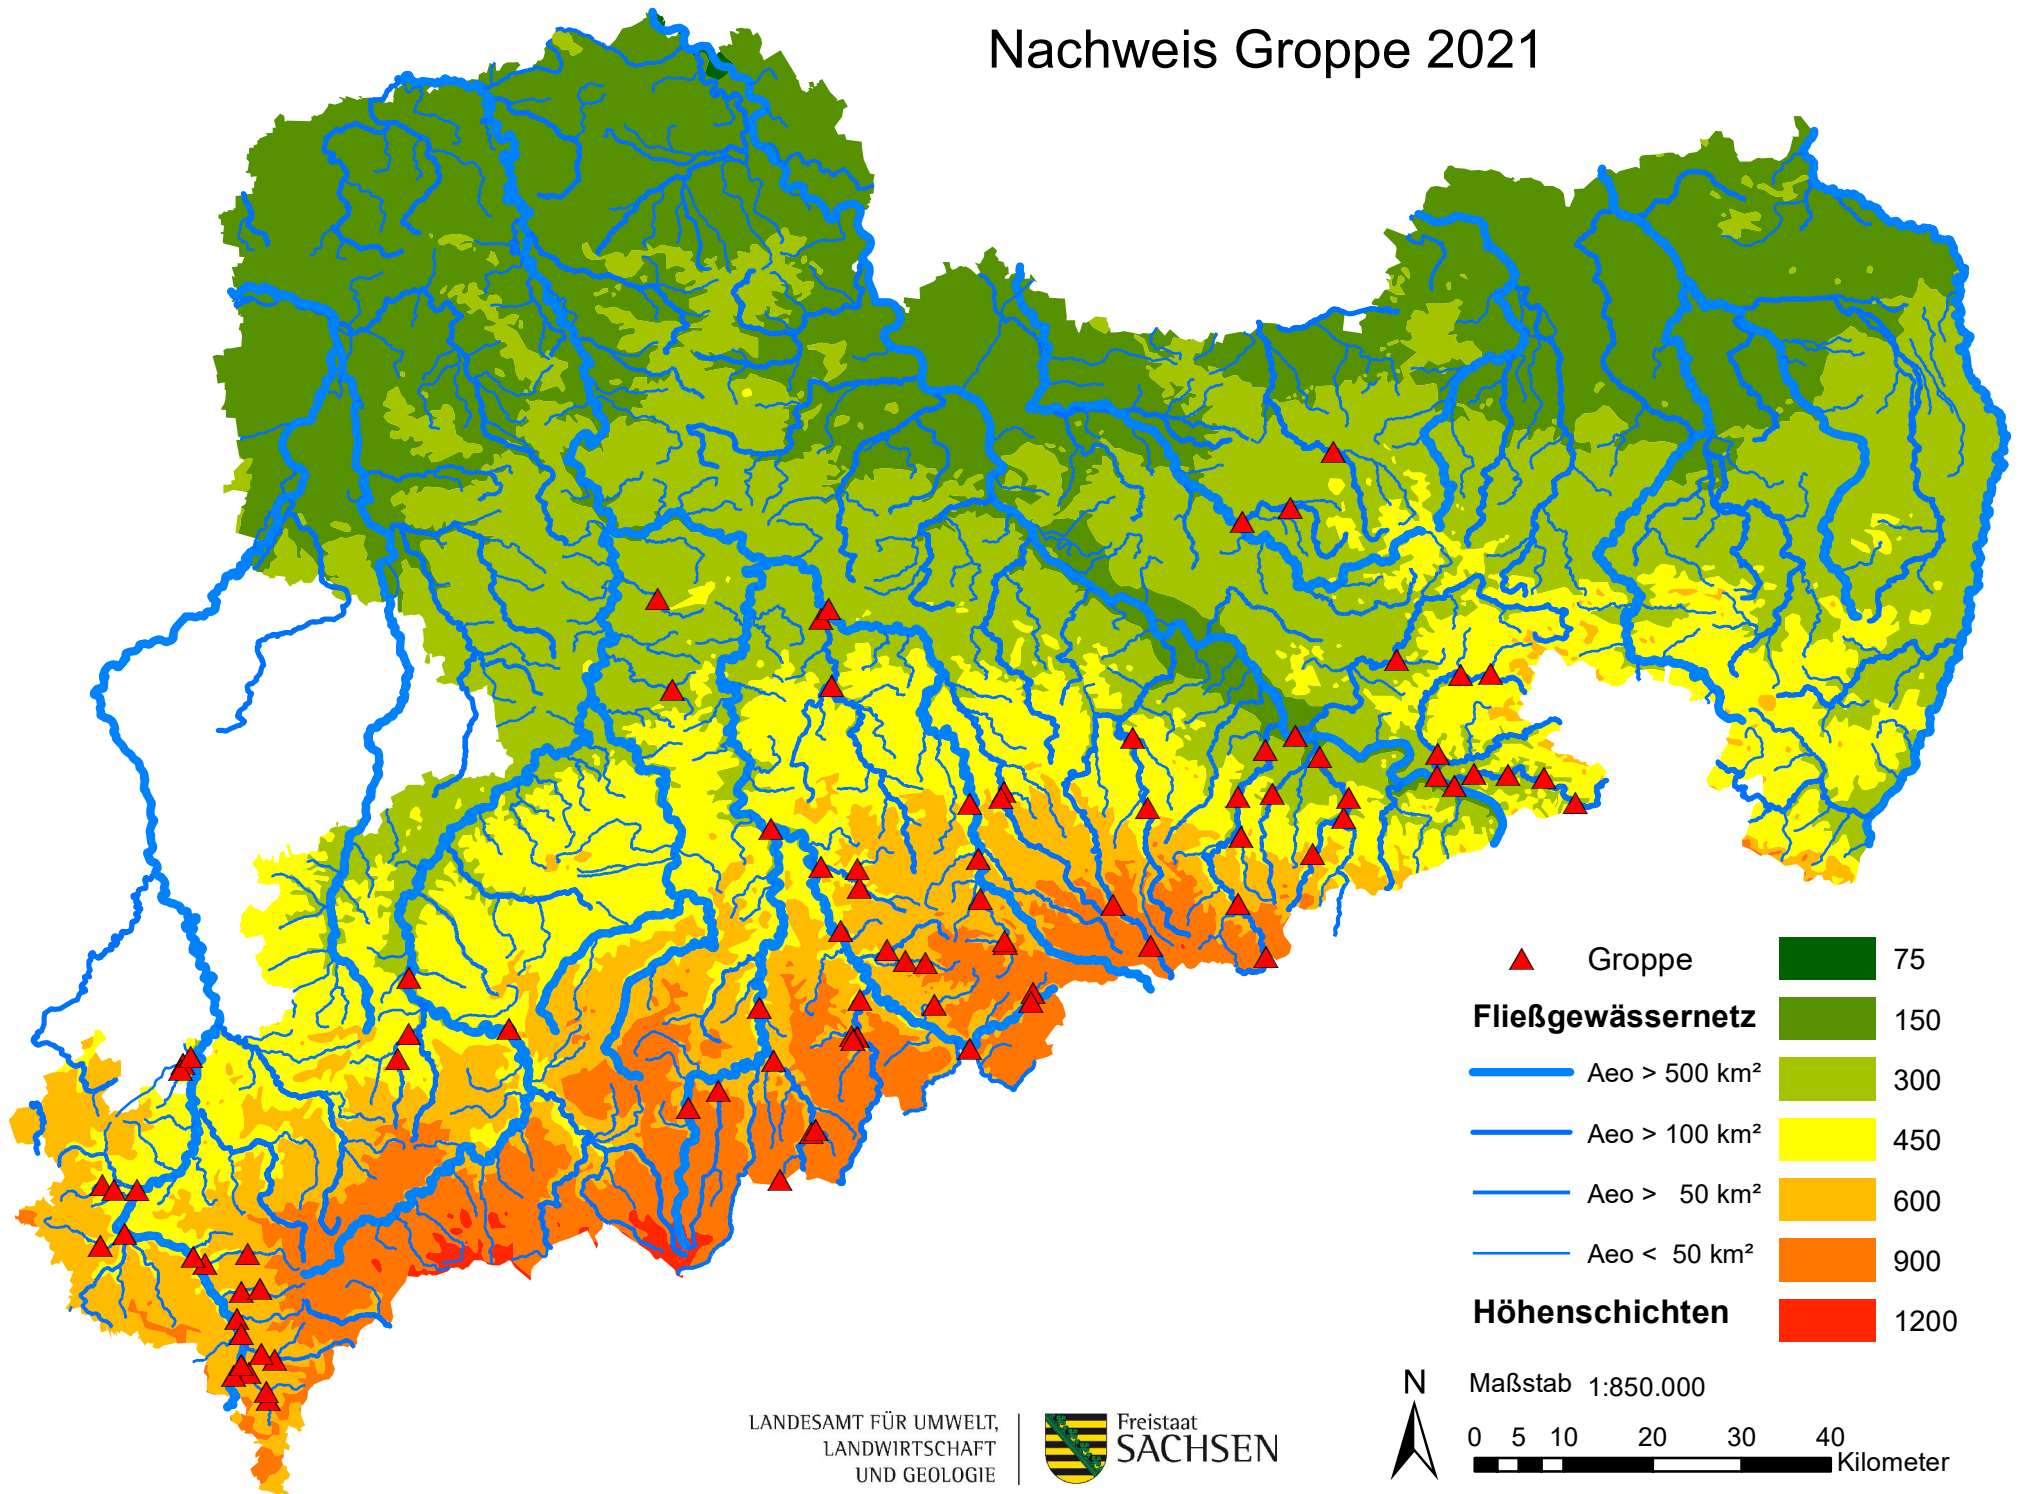 Nachweis Groppe 2021
Groppe
Fließgewässernetz
Aeo > 500 km²
Aeo > 100 km²
Aeo > 50 km²
Aeo < 50 km²
Höhenschichten
75
150
300
450
600
900
1200
N
Maßstab 1:850.000
0 5 10 20 30 40
Kilometer
LANDESAMT FÜR UMWELT,
LANDWIRTSCHAFT
UND GEOLOGIE
Freistaat
SACHSEN